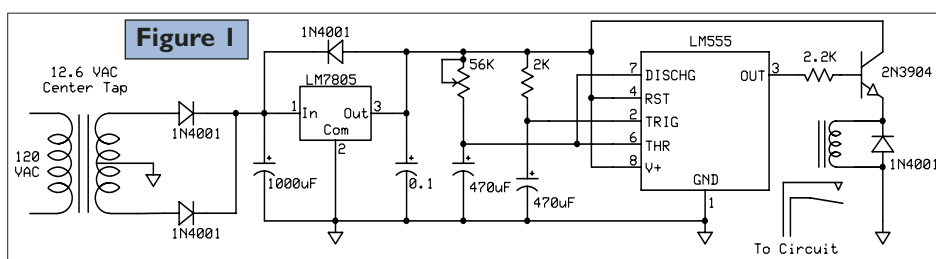 Figure 1
12.6 VAC
Center Tap
120
VAC
1N4001
1N4001
1N4001
LM7805
1
In
Out
3
Com
2
1000uF
0.1
56K
2K
470uF
470uF
LM555
7
DISCHG
4
RST
2
TRIG
6
THR
8
V+
OUT
3
GND
1
2.2K
2N3904
1N4001
To Circuit